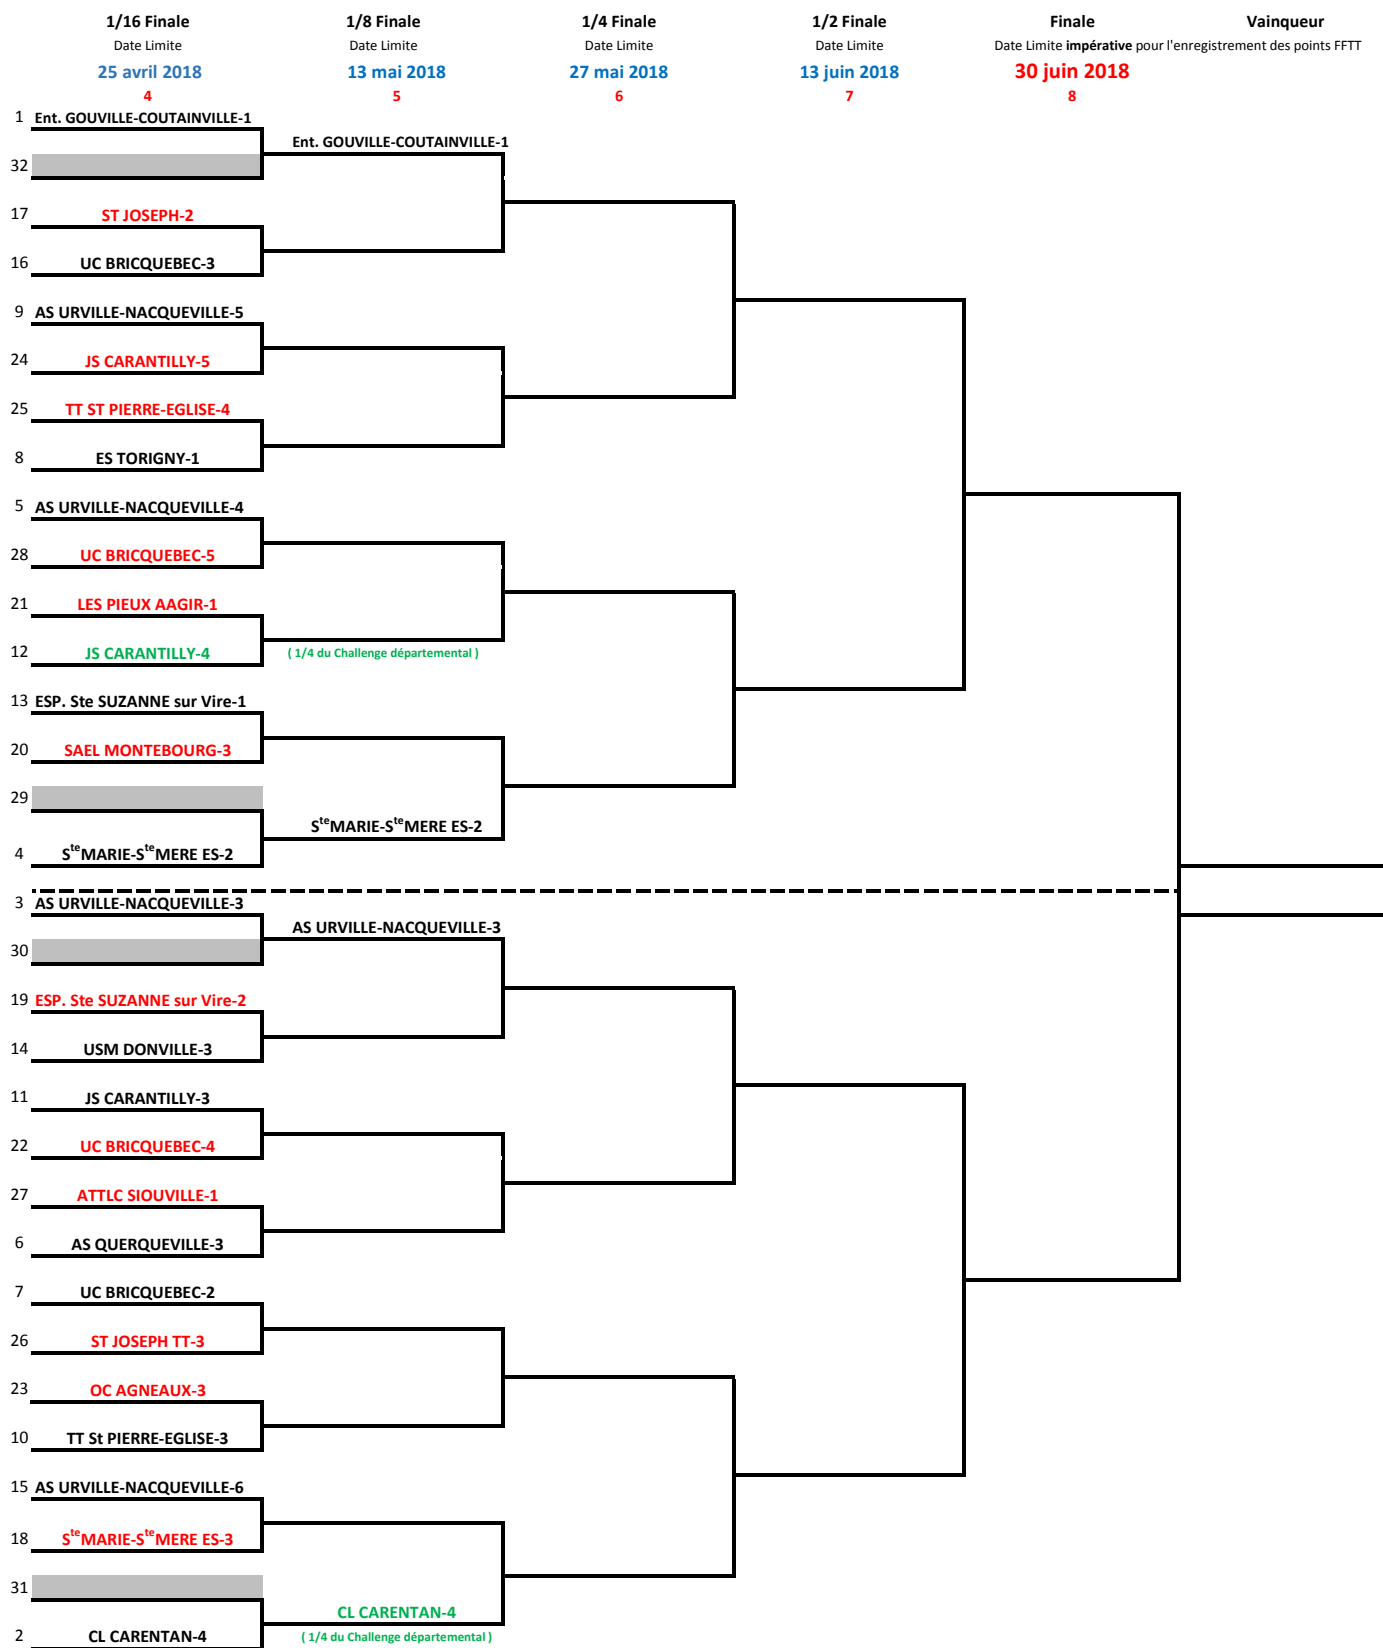 1/16 Finale 1/8 Finale 1/4 Finale 1/2 Finale Finale Vainqueur
Date Limite Date Limite Date Limite Date Limite Date Limite impérative pour l'enregistrement des points FFTT
25 avril 2018 13 mai 2018 27 mai 2018 13 juin 2018 30 juin 2018
4 5 6 7 8
1 Ent. GOUVILLE-COUTAINVILLE-1
Ent. GOUVILLE-COUTAINVILLE-1
32
17 ST JOSEPH-2
16 UC BRICQUEBEC-3
9 AS URVILLE-NACQUEVILLE-5
24 JS CARANTILLY-5
25 TT ST PIERRE-EGLISE-4
8 ES TORIGNY-1
5 AS URVILLE-NACQUEVILLE-4
28 UC BRICQUEBEC-5
21 LES PIEUX AAGIR-1
12 JS CARANTILLY-4 ( 1/4 du Challenge départemental )
13 ESP. Ste SUZANNE sur Vire-1
20 SAEL MONTEBOURG-3
29
SteMARIE-SteMERE ES-2
4 SteMARIE-SteMERE ES-2
3 AS URVILLE-NACQUEVILLE-3
AS URVILLE-NACQUEVILLE-3
30
19 ESP. Ste SUZANNE sur Vire-2
14 USM DONVILLE-3
11 JS CARANTILLY-3
22 UC BRICQUEBEC-4
27 ATTLC SIOUVILLE-1
6 AS QUERQUEVILLE-3
7 UC BRICQUEBEC-2
26 ST JOSEPH TT-3
23 OC AGNEAUX-3
10 TT St PIERRE-EGLISE-3
15 AS URVILLE-NACQUEVILLE-6
18 SteMARIE-SteMERE ES-3
31
CL CARENTAN-4
2 CL CARENTAN-4 ( 1/4 du Challenge départemental )